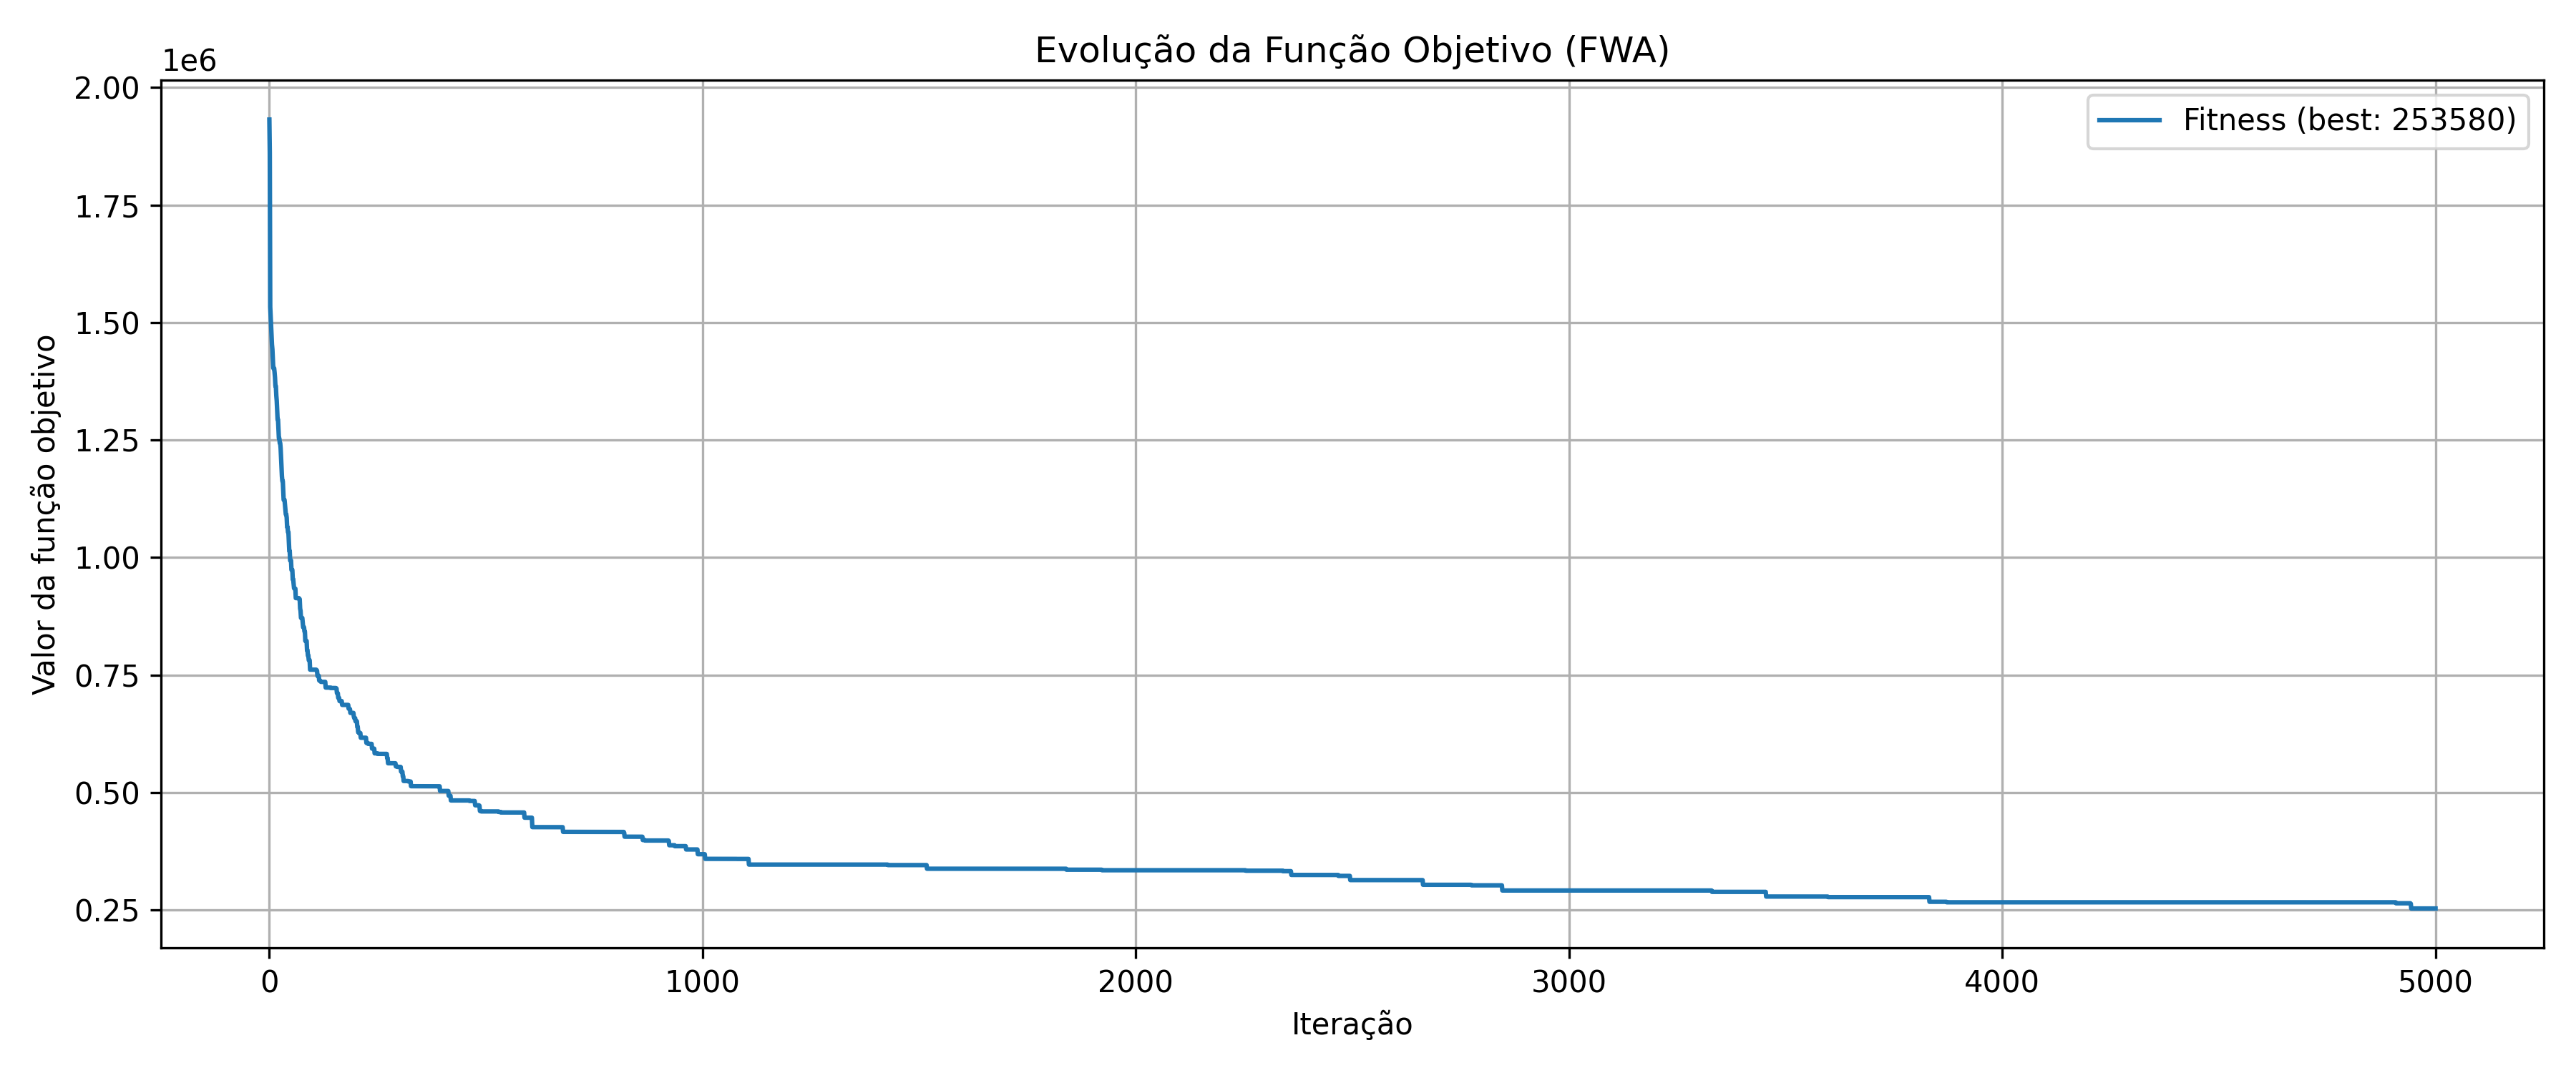 Evolução da Função Objetivo (FWA)
1e6
2.00
1.75
1.50
1.25
1.00
0.75
0.50
0.25
Valor da função objetivo
Fitness (best: 253580)
0 1000 2000 3000 4000 5000
Iteração